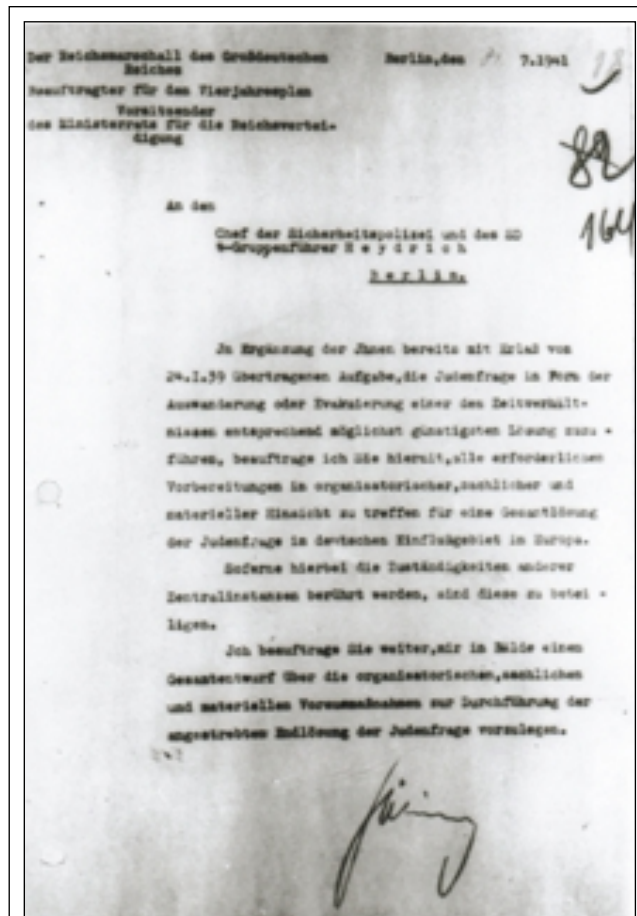 Der Reichsmarschall des Großdeutschen
Reiches
Berlin, den 7.1941
Beauftragter für den Vierjahresplan
Vorsitzender
des Ministerrats für die Reichsvertei-
digung
88
164
An den
Chef der Sicherheitspolizei und des SD
-Gruppenführer H e y d r i c h
B e r l i n.
Jn Ergänzung der Jhnen bereits mit Erlaß vom
24.I.39 übertragenen Aufgabe, die Judenfrage in Form der
Auswanderung oder Evakuierung einer den Zeitverhält-
nissen entsprechend möglichst günstigsten Lösung zuzu-
führen, beauftrage ich Sie hiermit, alle erforderlichen
Vorbereitungen in organisatorischer, sachlicher und
materieller Hinsicht zu treffen für eine Gesamtlösung
der Judenfrage im deutschen Einflußgebiet in Europa.
Soferne hierbei die Zuständigkeiten anderer
Zentralinstanzen berührt werden, sind diese zu betei-
ligen.
Jch beauftrage Sie weiter, mir in Bälde einen
Gesamtentwurf über die organisatorischen, sachlichen
und materiellen Vorausmaßnahmen zur Durchführung der
angestrebten Endlösung der Judenfrage vorzulegen.
Göring